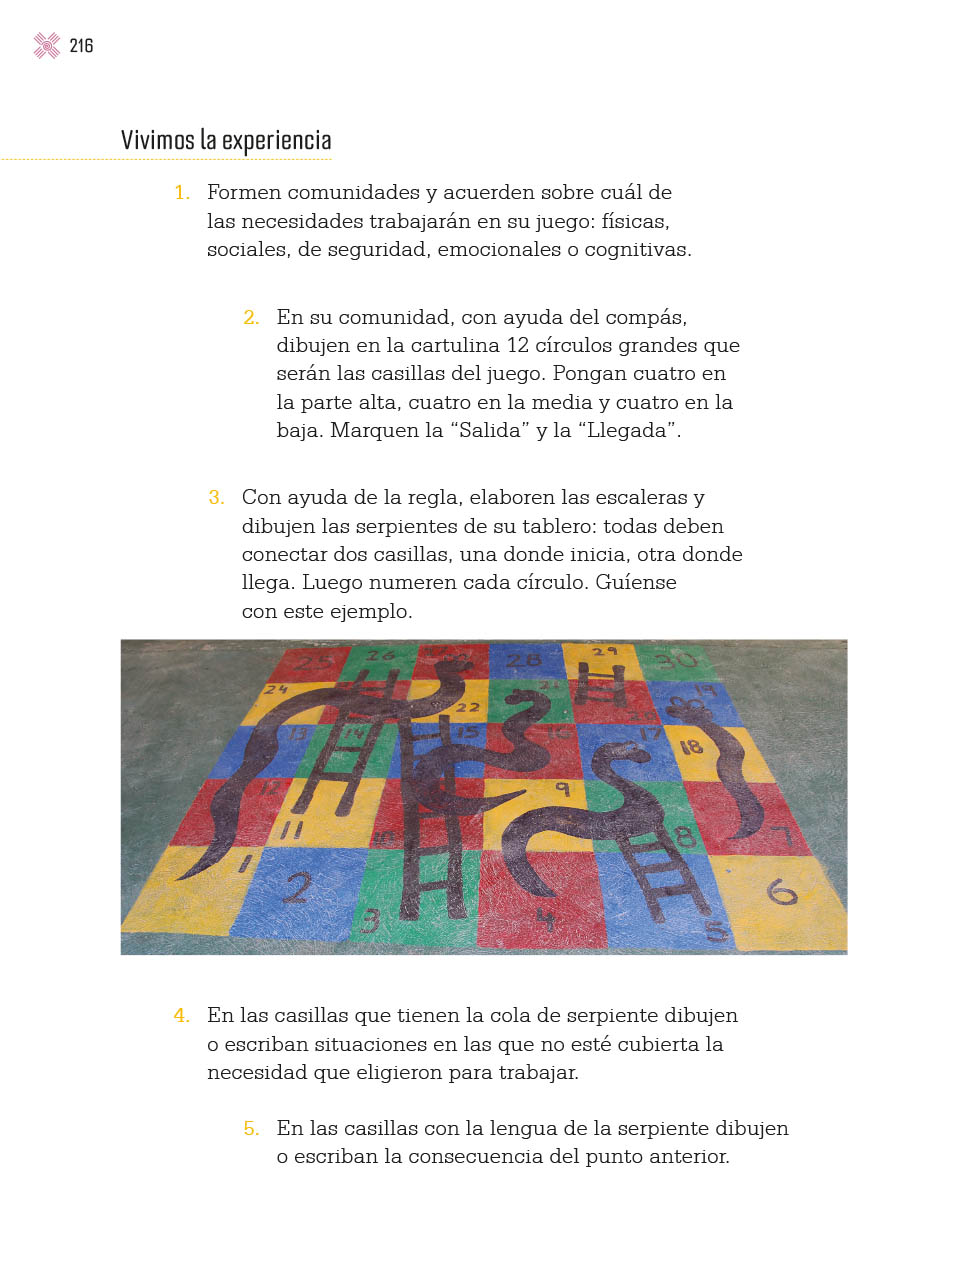 216
Vivimos la experiencia
1. Formen comunidades y acuerden sobre cuál de
las necesidades trabajarán en su juego: físicas,
sociales, de seguridad, emocionales o cognitivas.
2. En su comunidad, con ayuda del compás,
dibujen en la cartulina 12 círculos grandes que
serán las casillas del juego. Pongan cuatro en
la parte alta, cuatro en la media y cuatro en la
baja. Marquen la “Salida” y la “Llegada”.
3. Con ayuda de la regla, elaboren las escaleras y
dibujen las serpientes de su tablero: todas deben
conectar dos casillas, una donde inicia, otra donde
llega. Luego numeren cada círculo. Guíense
con este ejemplo.
25 26 28 29 30
24 22 21 20 19
13 14 15 16 17 18
12 11 10 9 8 7
1 2 3 4 5 6
4. En las casillas que tienen la cola de serpiente dibujen
o escriban situaciones en las que no esté cubierta la
necesidad que eligieron para trabajar.
5. En las casillas con la lengua de la serpiente dibujen
o escriban la consecuencia del punto anterior.